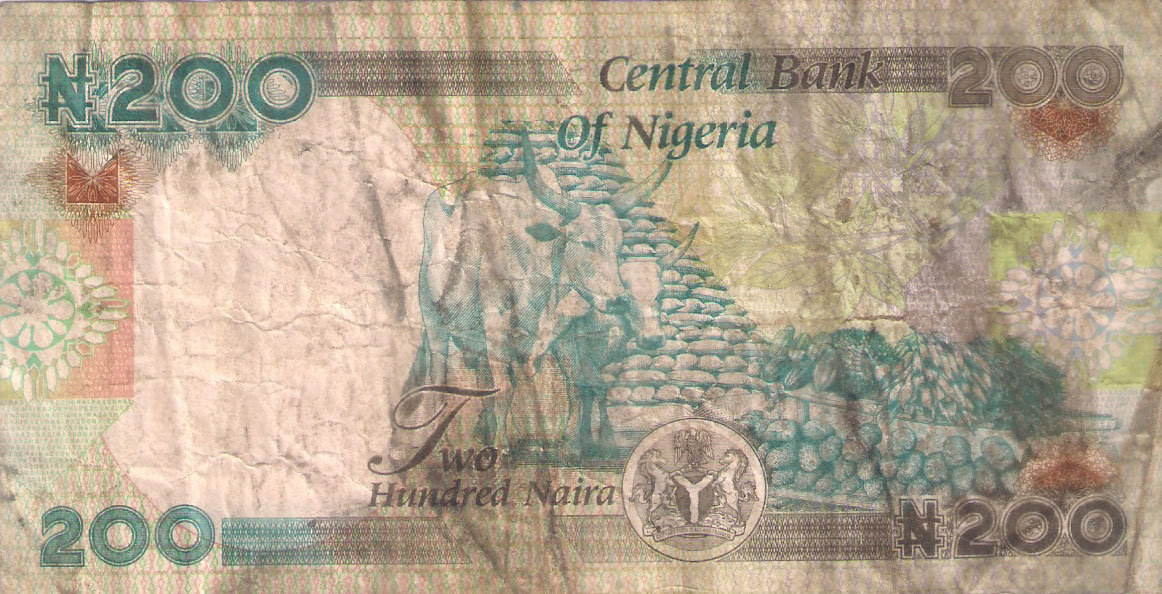 ₦200
Central Bank
Of Nigeria
200
Two
Hundred Naira
200
₦200